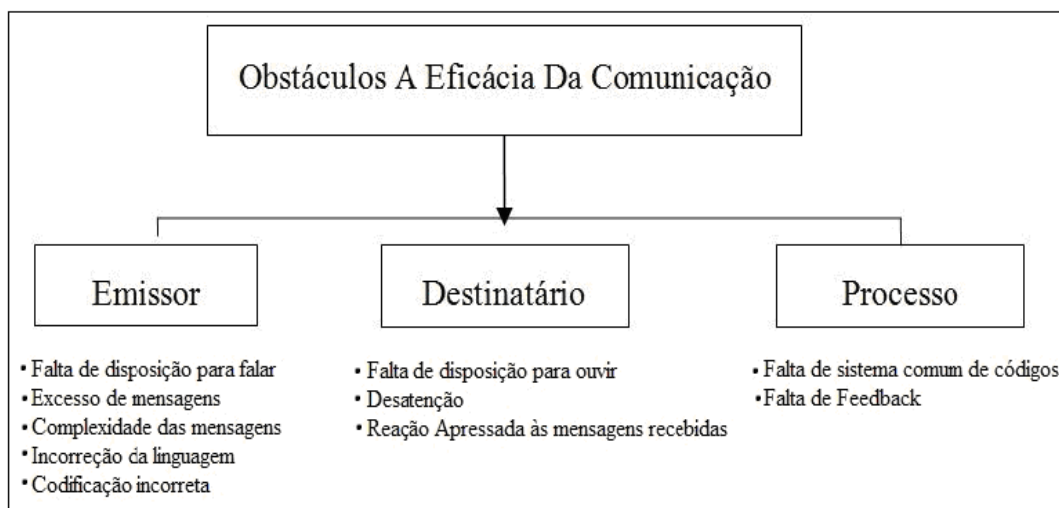 Obstáculos A Eficácia Da Comunicação
Emissor
• Falta de disposição para falar
• Excesso de mensagens
• Complexidade das mensagens
• Incorreção da linguagem
• Codificação incorreta
Destinatário
• Falta de disposição para ouvir
• Desatenção
• Reação Apressada às mensagens recebidas
Processo
• Falta de sistema comum de códigos
• Falta de Feedback